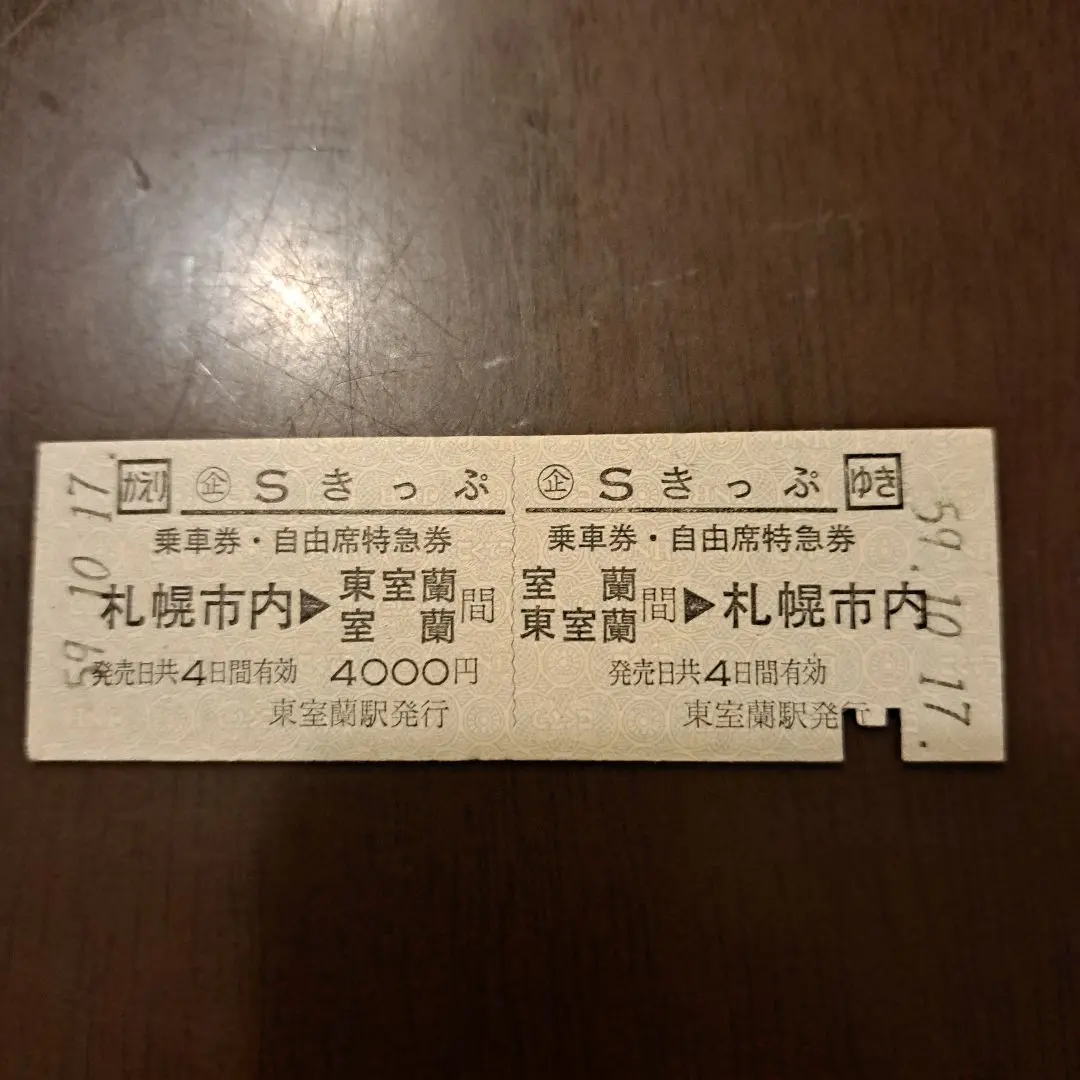 かえり ㊭ Sきっぷ
乗車券・自由席特急券
札幌市内▶東室蘭
室蘭
間
発売日共4日間有効 4000円
東室蘭駅発行
59.10.17.
㊭ Sきっぷ ゆき
乗車券・自由席特急券
室蘭
東室蘭
間▶札幌市内
発売日共4日間有効
東室蘭駅発行
59.10.17.